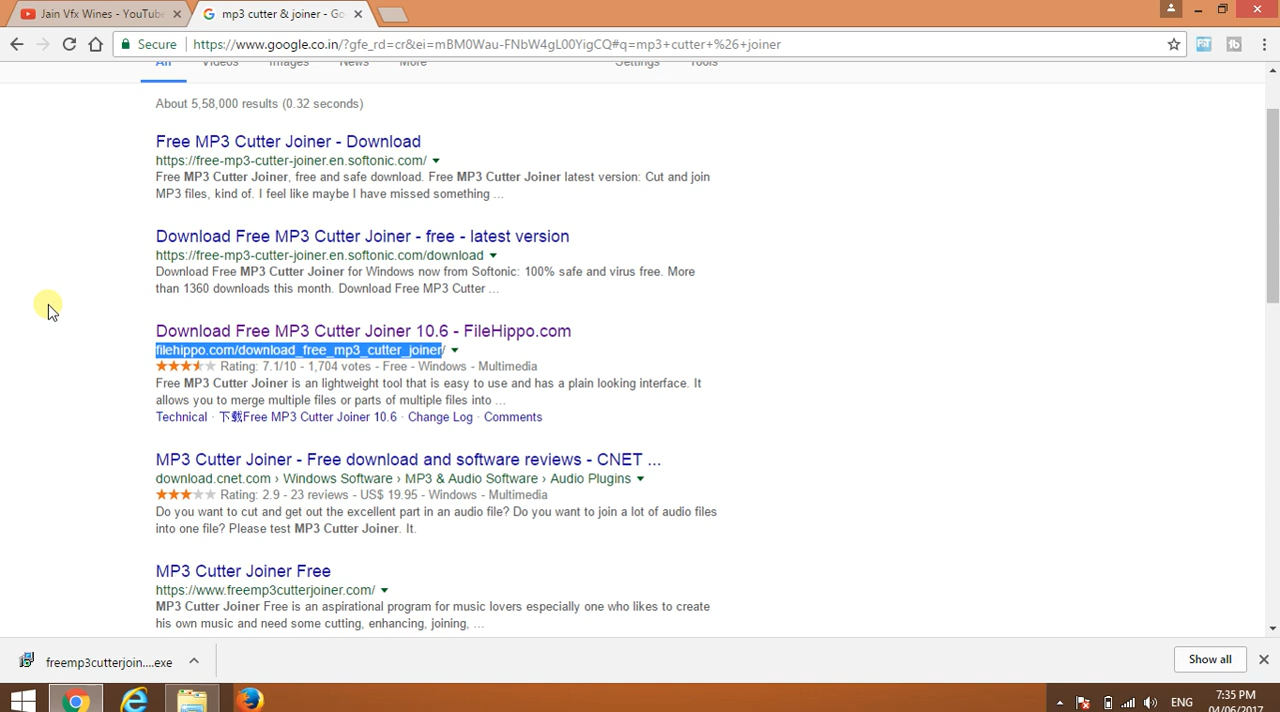 Jain Vfx Wines - YouTube
mp3 cutter & joiner - Go
Secure
https://www.google.co.in/?gfe_rd=cr&ei=mBM0Wau-FNbW4gL00YigCQ#q=mp3+cutter+%26+joiner
All Videos Images News More Settings Tools
About 5,58,000 results (0.32 seconds)
Free MP3 Cutter Joiner - Download
https://free-mp3-cutter-joiner.en.softonic.com/
Free MP3 Cutter Joiner, free and safe download. Free MP3 Cutter Joiner latest version: Cut and join
MP3 files, kind of. I feel like maybe I have missed something ...
Download Free MP3 Cutter Joiner - free - latest version
https://free-mp3-cutter-joiner.en.softonic.com/download
Download Free MP3 Cutter Joiner for Windows now from Softonic: 100% safe and virus free. More
than 1360 downloads this month. Download Free MP3 Cutter ...
Download Free MP3 Cutter Joiner 10.6 - FileHippo.com
filehippo.com/download_free_mp3_cutter_joiner/
Rating: 7.1/10 - 1,704 votes - Free - Windows - Multimedia
Free MP3 Cutter Joiner is an lightweight tool that is easy to use and has a plain looking interface. It
allows you to merge multiple files or parts of multiple files into ...
Technical · 下载Free MP3 Cutter Joiner 10.6 · Change Log · Comments
MP3 Cutter Joiner - Free download and software reviews - CNET ...
download.cnet.com › Windows Software › MP3 & Audio Software › Audio Plugins
Rating: 2.9 - 23 reviews - US$ 19.95 - Windows - Multimedia
Do you want to cut and get out the excellent part in an audio file? Do you want to join a lot of audio files
into one file? Please test MP3 Cutter Joiner. It.
MP3 Cutter Joiner Free
https://www.freemp3cutterjoiner.com/
MP3 Cutter Joiner Free is an aspirational program for music lovers especially one who likes to create
his own music and need some cutting, enhancing, joining, ...
freemp3cutterjoin....exe
Show all
ENG
7:35 PM
04/06/2017